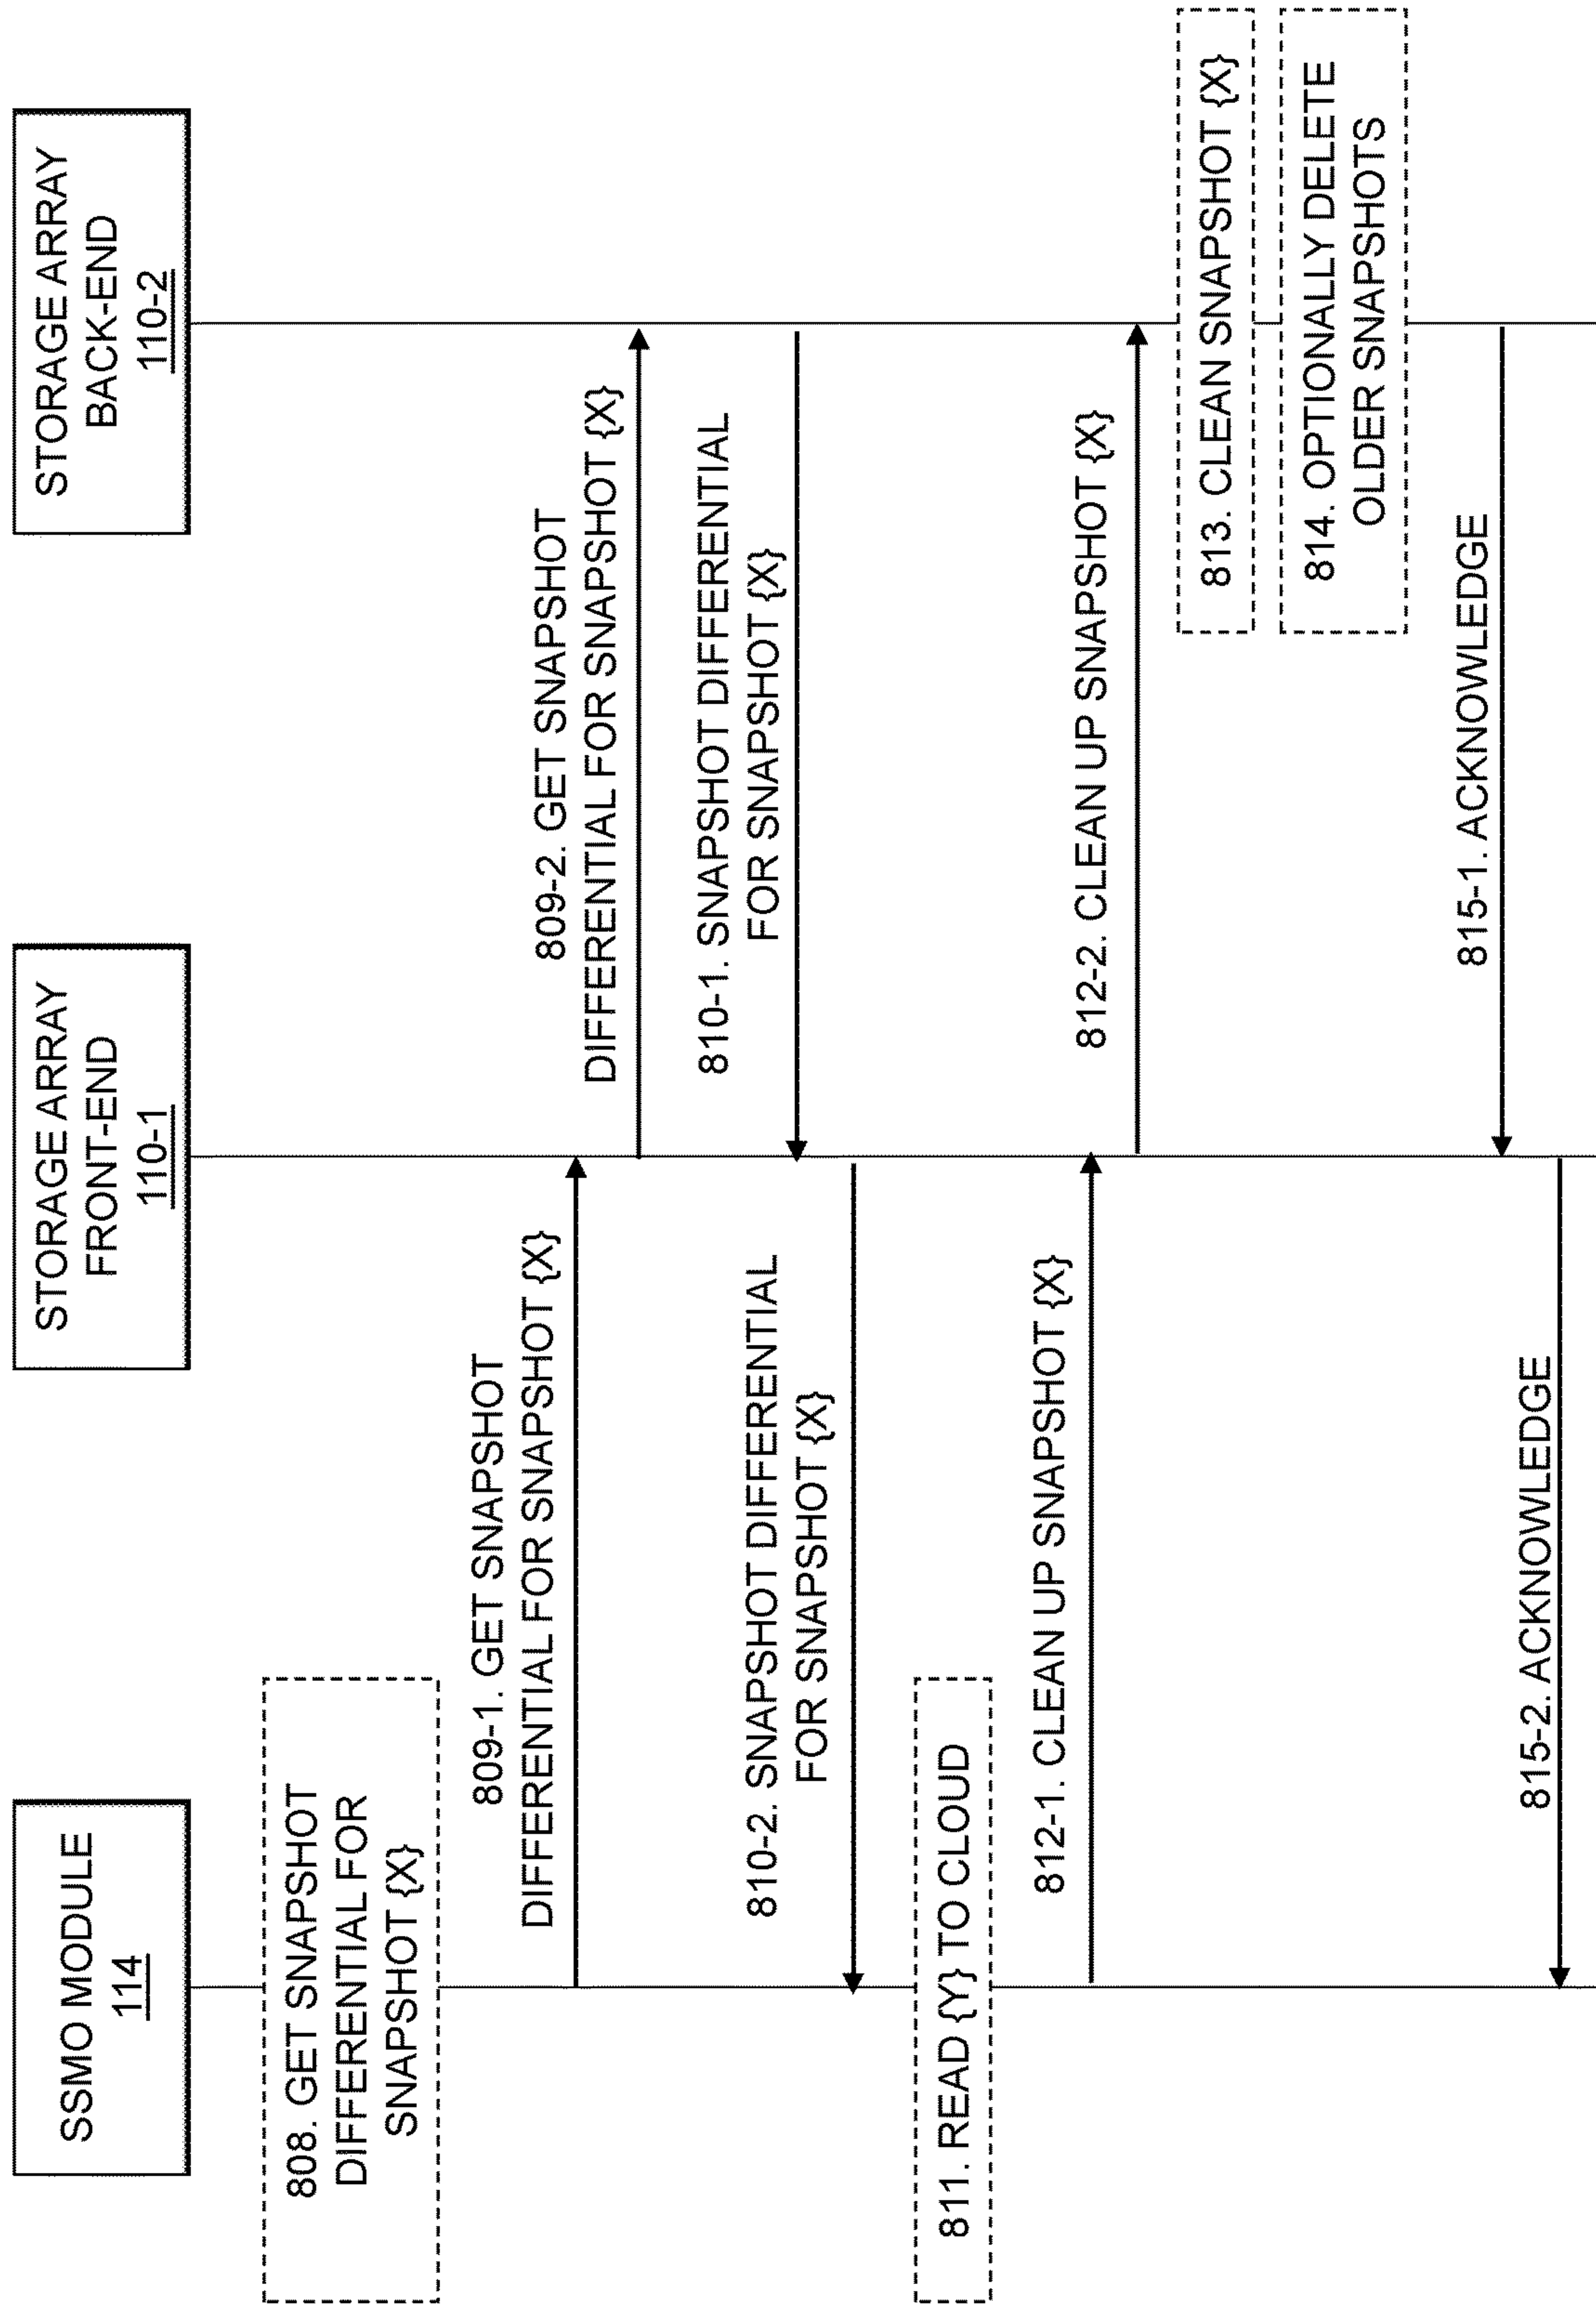 SSMO MODULE
114
STORAGE ARRAY
FRONT-END
110-1
STORAGE ARRAY
BACK-END
110-2
808. GET SNAPSHOT
DIFFERENTIAL FOR
SNAPSHOT {X}
809-1. GET SNAPSHOT
DIFFERENTIAL FOR SNAPSHOT {X}
809-2. GET SNAPSHOT
DIFFERENTIAL FOR SNAPSHOT {X}
810-1. SNAPSHOT DIFFERENTIAL
FOR SNAPSHOT {X}
810-2. SNAPSHOT DIFFERENTIAL
FOR SNAPSHOT {X}
811. READ {Y} TO CLOUD
812-1. CLEAN UP SNAPSHOT {X}
812-2. CLEAN UP SNAPSHOT {X}
813. CLEAN SNAPSHOT {X}
814. OPTIONALLY DELETE
OLDER SNAPSHOTS
815-1. ACKNOWLEDGE
815-2. ACKNOWLEDGE